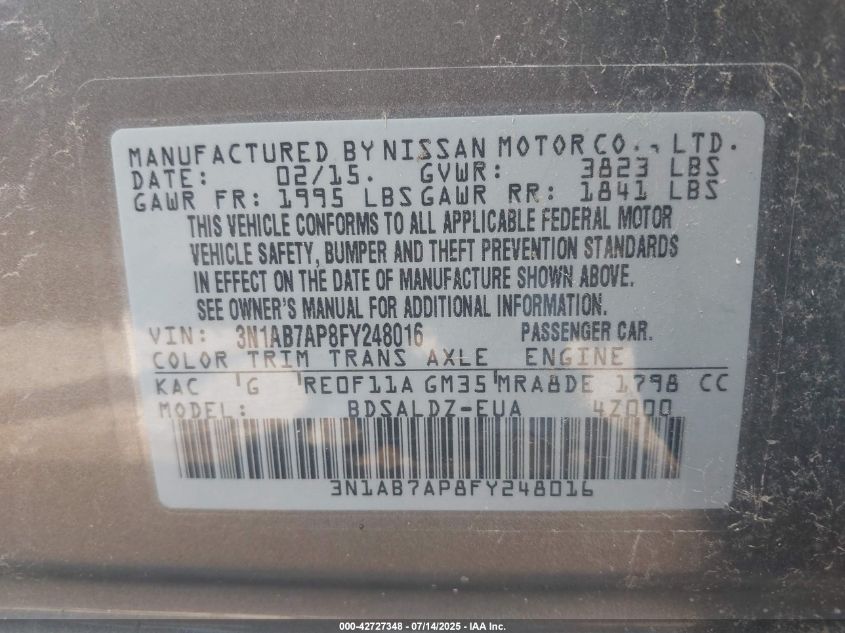 MANUFACTURED BY NISSAN MOTOR CO., LTD.
DATE: 02/15. GVWR: 3823 LBS
GAWR FR: 1995 LBS GAWR RR: 1841 LBS
THIS VEHICLE CONFORMS TO ALL APPLICABLE FEDERAL MOTOR
VEHICLE SAFETY, BUMPER AND THEFT PREVENTION STANDARDS
IN EFFECT ON THE DATE OF MANUFACTURE SHOWN ABOVE.
SEE OWNER'S MANUAL FOR ADDITIONAL INFORMATION.
VIN: 3N1AB7AP8FY248016 PASSENGER CAR.
COLOR TRIM TRANS AXLE ENGINE
KAC G RE0F11A GM35 MRA8DE 1798 CC
MODEL: BDSALDZ-EUA 4Z000
3N1AB7AP8FY248016
000-42727348 - 07/14/2025 - IAA Inc.